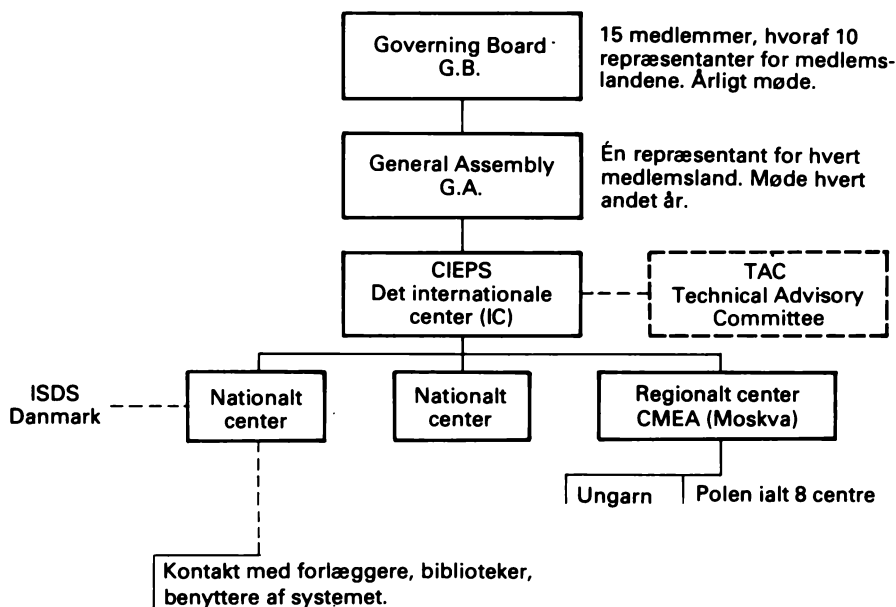 Governing Board
G.B.
15 medlemmer, hvoraf 10
repræsentanter for medlems-
landene. Årligt møde.
General Assembly
G.A.
Én repræsentant for hvert
medlemsland. Møde hvert
andet år.
CIEPS
Det internationale
center (IC)
TAC
Technical Advisory
Committee
ISDS
Danmark
Nationalt
center
Nationalt
center
Regionalt center
CMEA (Moskva)
Ungarn
Polen ialt 8 centre
Kontakt med forlæggere, biblioteker,
benyttere af systemet.